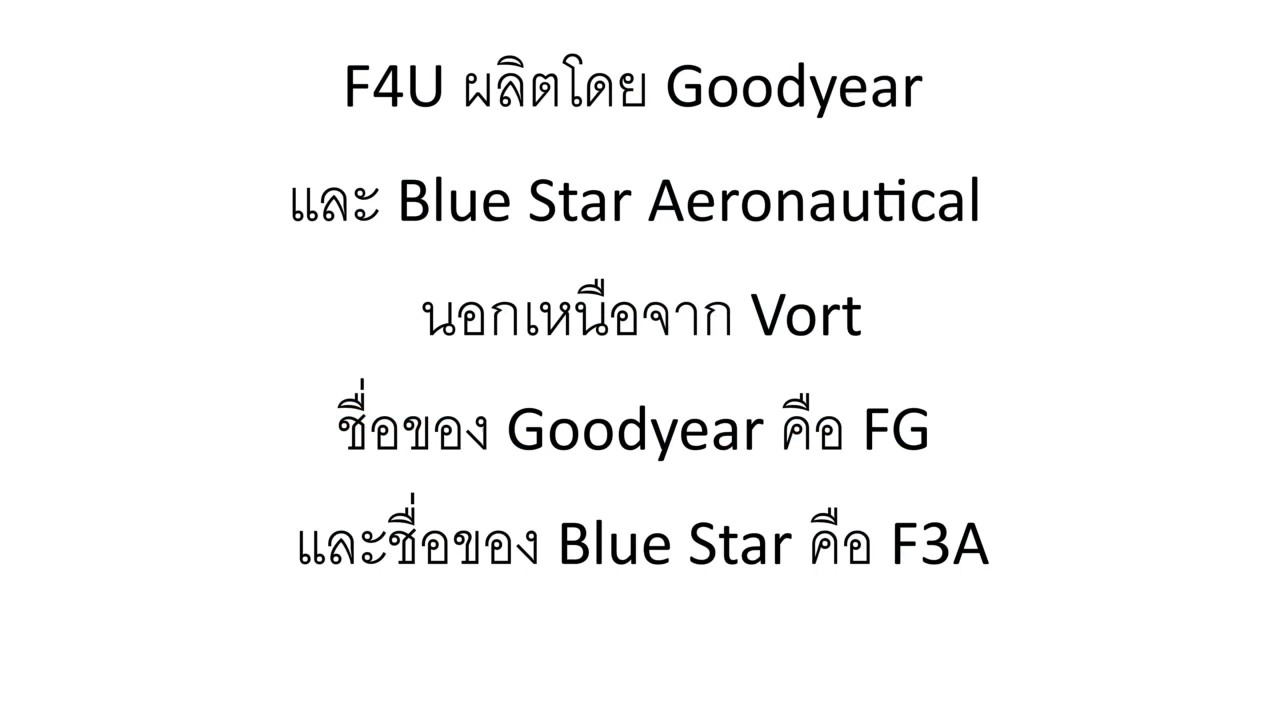 F4U ผลิตโดย Goodyear
และ Blue Star Aeronautical
นอกเหนือจาก Vort
ชื่อของ Goodyear คือ FG
และชื่อของ Blue Star คือ F3A